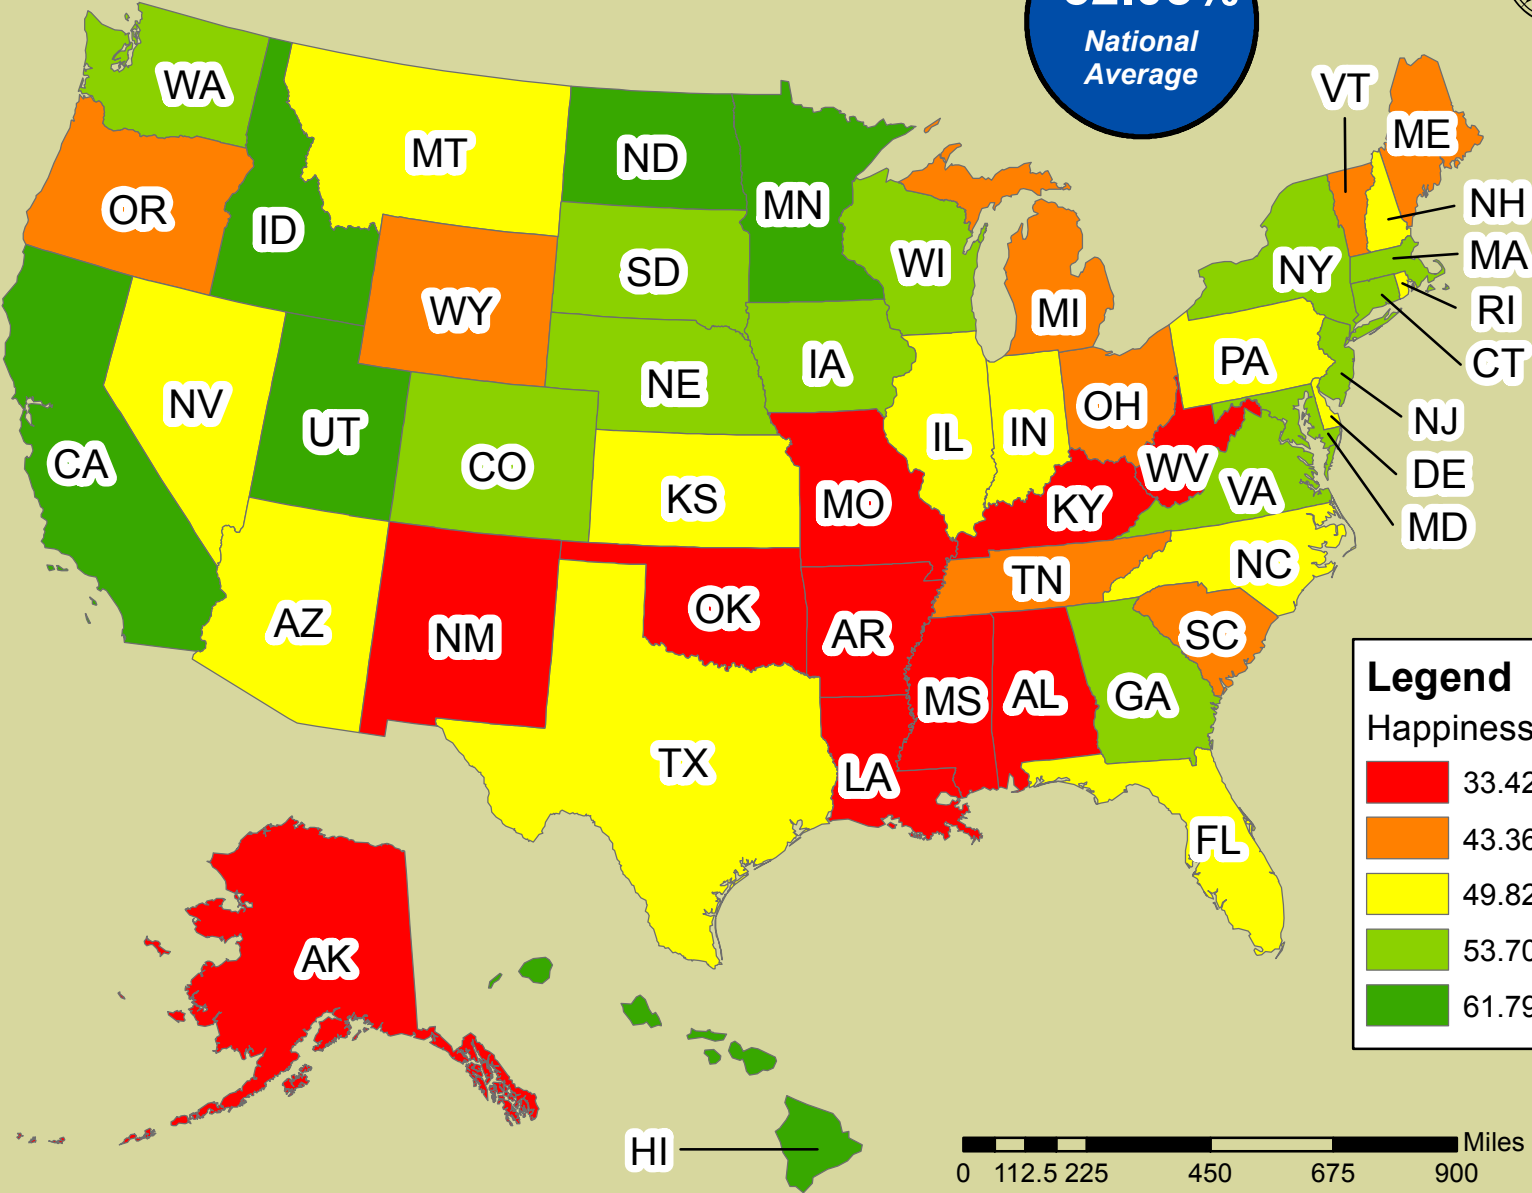 National
Average
WA
MT
ND
MN
OR
ID
WY
SD
WI
MI
NY
VT
ME
NH
MA
RI
CT
NJ
DE
MD
NV
UT
CA
CO
NE
IA
IL
IN
OH
PA
WV
VA
KS
MO
KY
NC
TN
SC
AZ
NM
OK
AR
MS
AL
GA
TX
LA
FL
AK
HI
Legend
Happiness
33.42
43.36
49.82
53.70
61.79
Miles
0 112.5 225 450 675 900